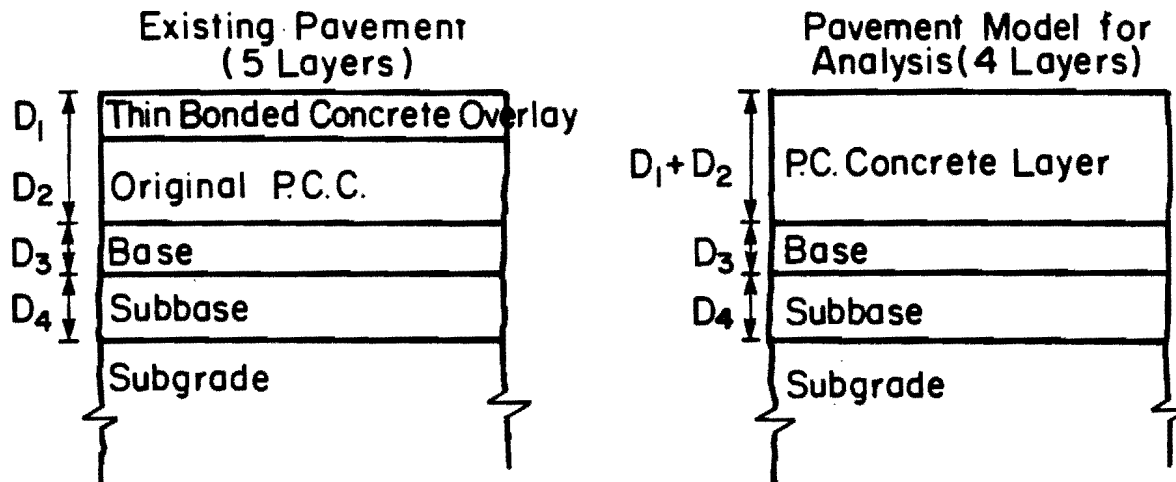 Existing Pavement
(5 Layers)
D₁ Thin Bonded Concrete Overlay
D₂ Original P.C.C.
D₃ Base
D₄ Subbase
Subgrade
Pavement Model for
Analysis (4 Layers)
D₁+D₂ P.C. Concrete Layer
D₃ Base
D₄ Subbase
Subgrade